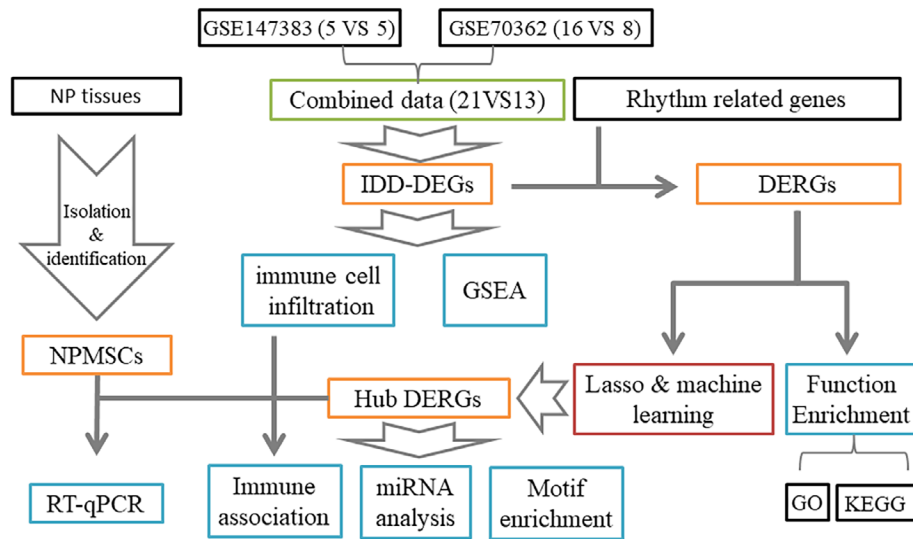 GSE147383 (5 VS 5)
GSE70362 (16 VS 8)
NP tissues
Combined data (21VS13)
Rhythm related genes
IDD-DEGs
DERGs
Isolation
&
identification
immune cell
infiltration
GSEA
NPMSCs
Hub DERGs
Lasso & machine
learning
Function
Enrichment
RT-qPCR
Immune
association
miRNA
analysis
Motif
enrichment
GO
KEGG